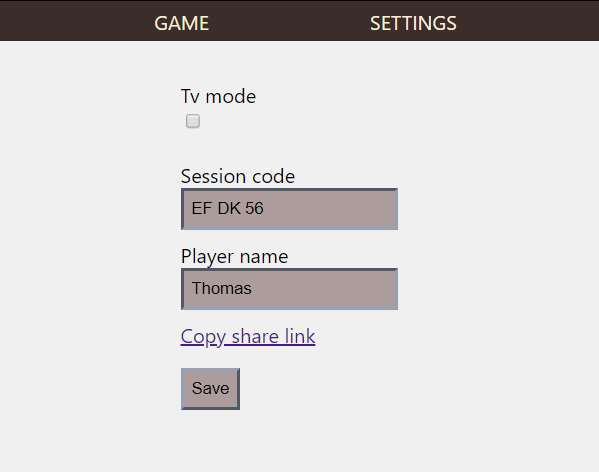 GAME SETTINGS
Tv mode
Session code
EF DK 56
Player name
Thomas
Copy share link
Save